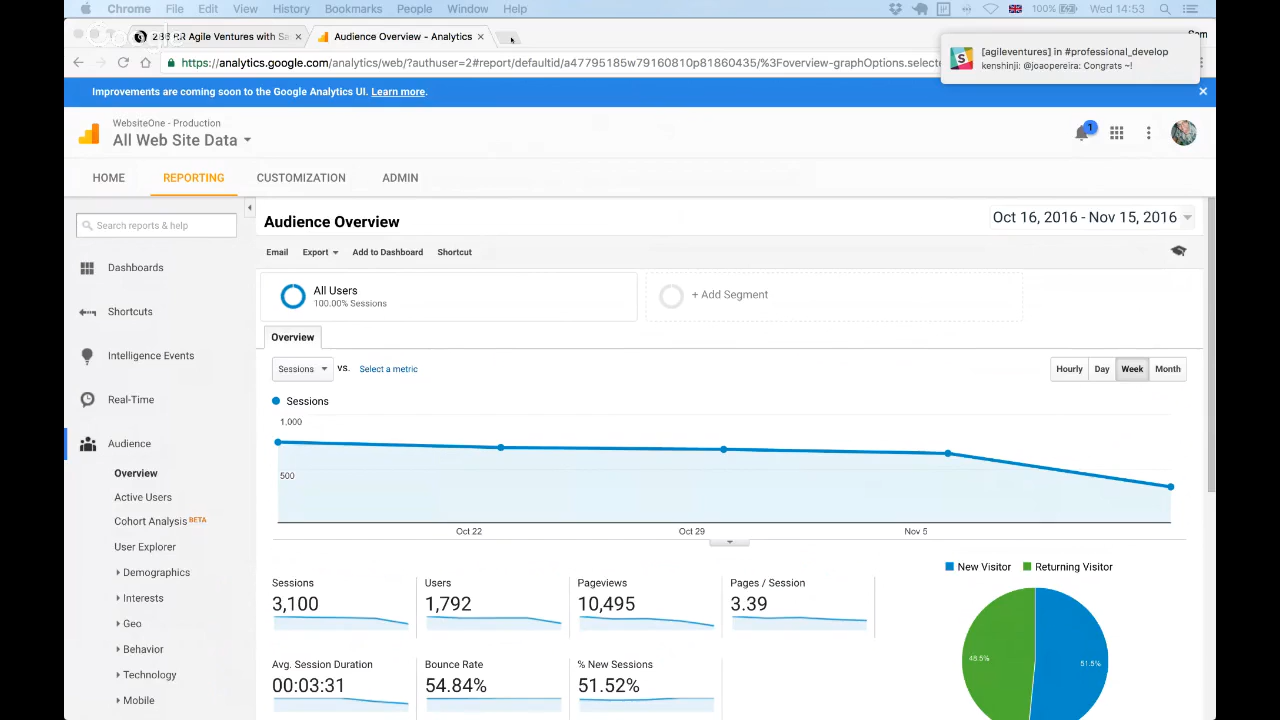 Chrome File Edit View History Bookmarks People Window Help 100% Wed 14:53
Audience Overview - Analytics
[agileventures] in #professional_develop
kenshinji: @joaopereira: Congrats ~!
https://analytics.google.com/analytics/web/?authuser=2#report/defaultid/a47795185w79160810p81860435/%3Foverview-graphOptions.selecte
Improvements are coming soon to the Google Analytics UI. Learn more.
WebsiteOne - Production
All Web Site Data
1
HOME REPORTING CUSTOMIZATION ADMIN
Search reports & help
Audience Overview
Oct 16, 2016 - Nov 15, 2016
Email Export Add to Dashboard Shortcut
Dashboards
Shortcuts
Intelligence Events
Real-Time
Audience
Overview
Active Users
Cohort Analysis BETA
User Explorer
Demographics
Interests
Geo
Behavior
Technology
Mobile
All Users
100.00% Sessions
+ Add Segment
Overview
Sessions vs. Select a metric
Hourly Day Week Month
Sessions
1,000
500
Oct 22 Oct 29 Nov 5
New Visitor Returning Visitor
Sessions Users Pageviews Pages / Session
3,100 1,792 10,495 3.39
48.5% 51.5%
Avg. Session Duration Bounce Rate % New Sessions
00:03:31 54.84% 51.52%